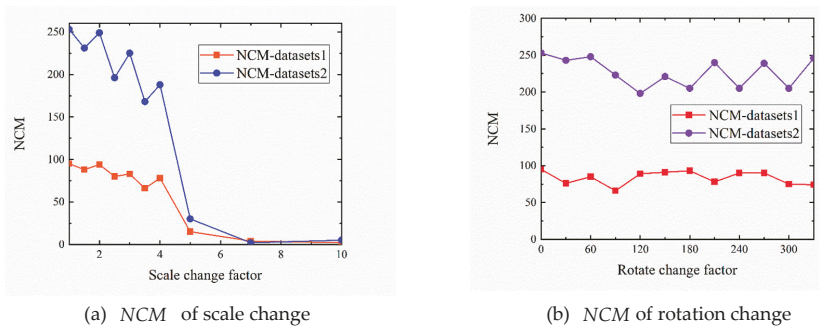 250
200
150
100
50
0
NCM
NCM-datasets1
NCM-datasets2
2 4 6 8 10
Scale change factor
(a) NCM of scale change
300
250
200
150
100
50
0
NCM
NCM-datasets1
NCM-datasets2
0 60 120 180 240 300
Rotate change factor
(b) NCM of rotation change